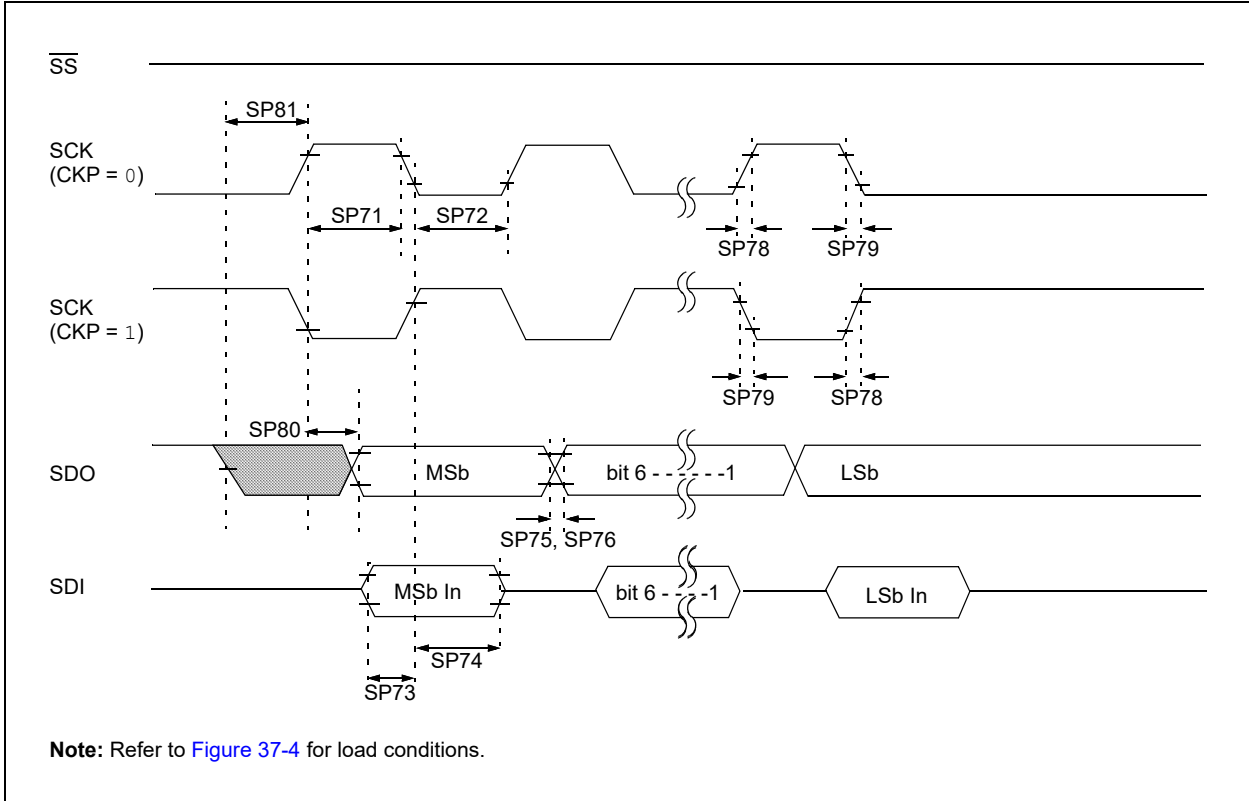 SS
SP81
SCK
(CKP = 0)
SP71
SP72
SP78
SP79
SCK
(CKP = 1)
SP79
SP78
SP80
SDO
MSb
bit 6 - - - - - -1
LSb
SP75, SP76
SDI
MSb In
bit 6 - - - -1
LSb In
SP74
SP73
Note: Refer to Figure 37-4 for load conditions.